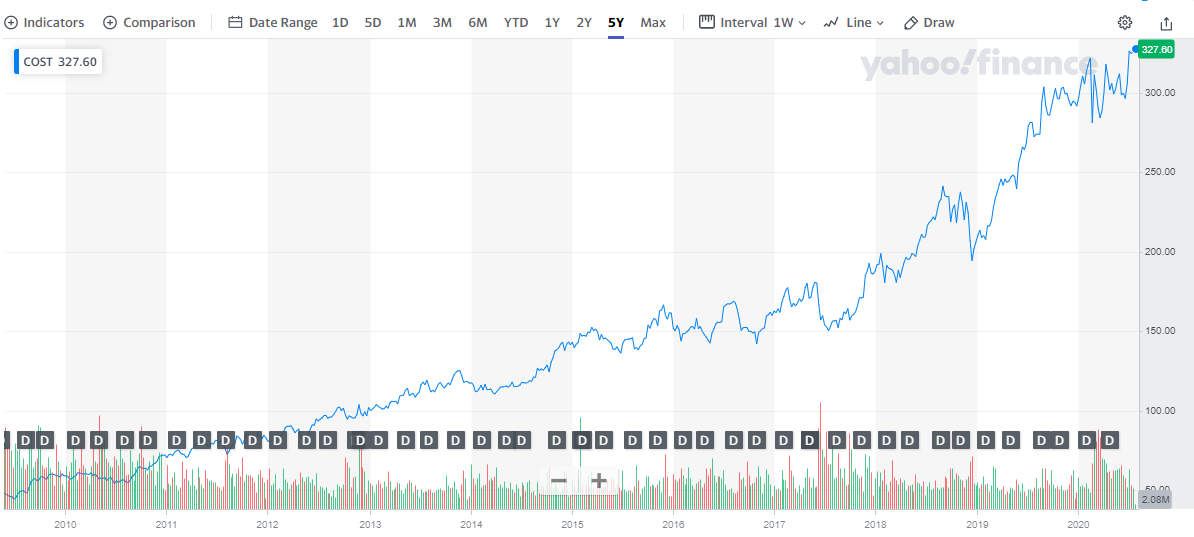 Indicators Comparison Date Range 1D 5D 1M 3M 6M YTD 1Y 2Y 5Y Max Interval 1W Line Draw
COST 327.60
yahoo!finance
327.60
300.00
250.00
200.00
150.00
100.00
D D D D D D D D D D D D D D D D D D D D D D D D D D D D D D D D D D D D D D D D D D D D D D
50.00
2.08M
2010 2011 2012 2013 2014 2015 2016 2017 2018 2019 2020